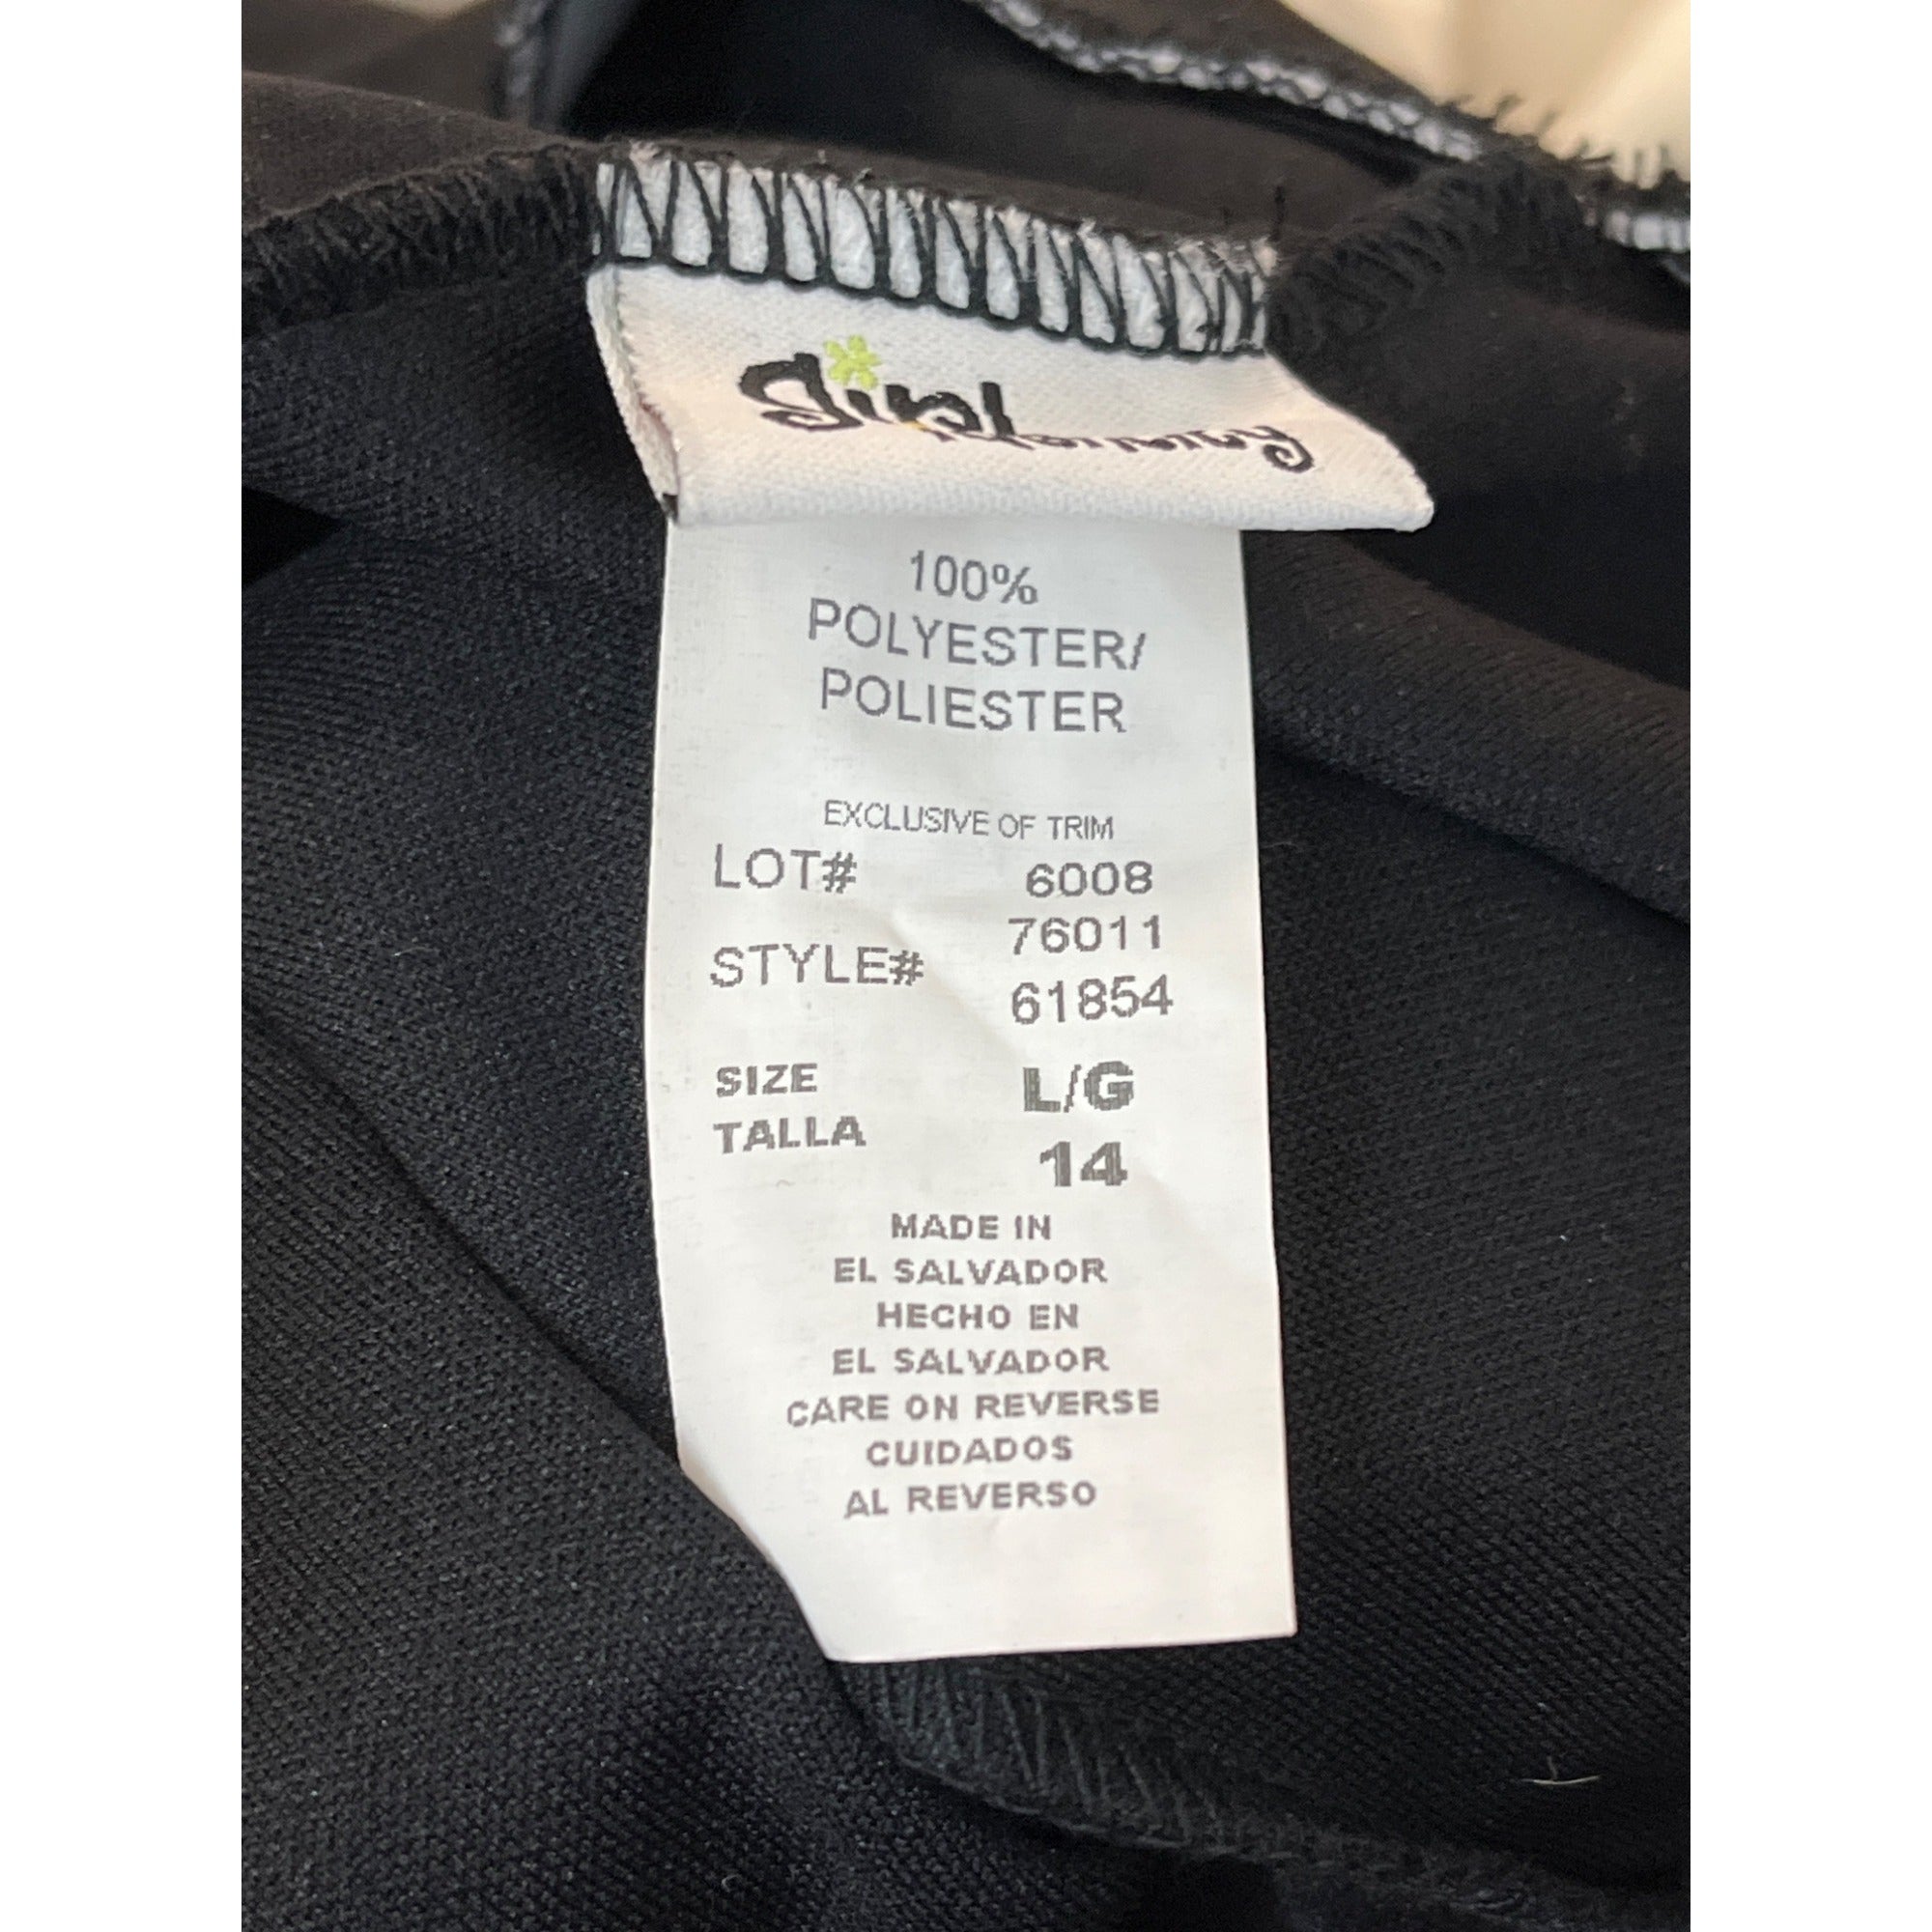 girl
100%
POLYESTER/
POLIESTER
EXCLUSIVE OF TRIM
LOT# 6008
76011
STYLE# 61854
SIZE L/G
TALLA 14
MADE IN
EL SALVADOR
HECHO EN
EL SALVADOR
CARE ON REVERSE
CUIDADOS
AL REVERSO